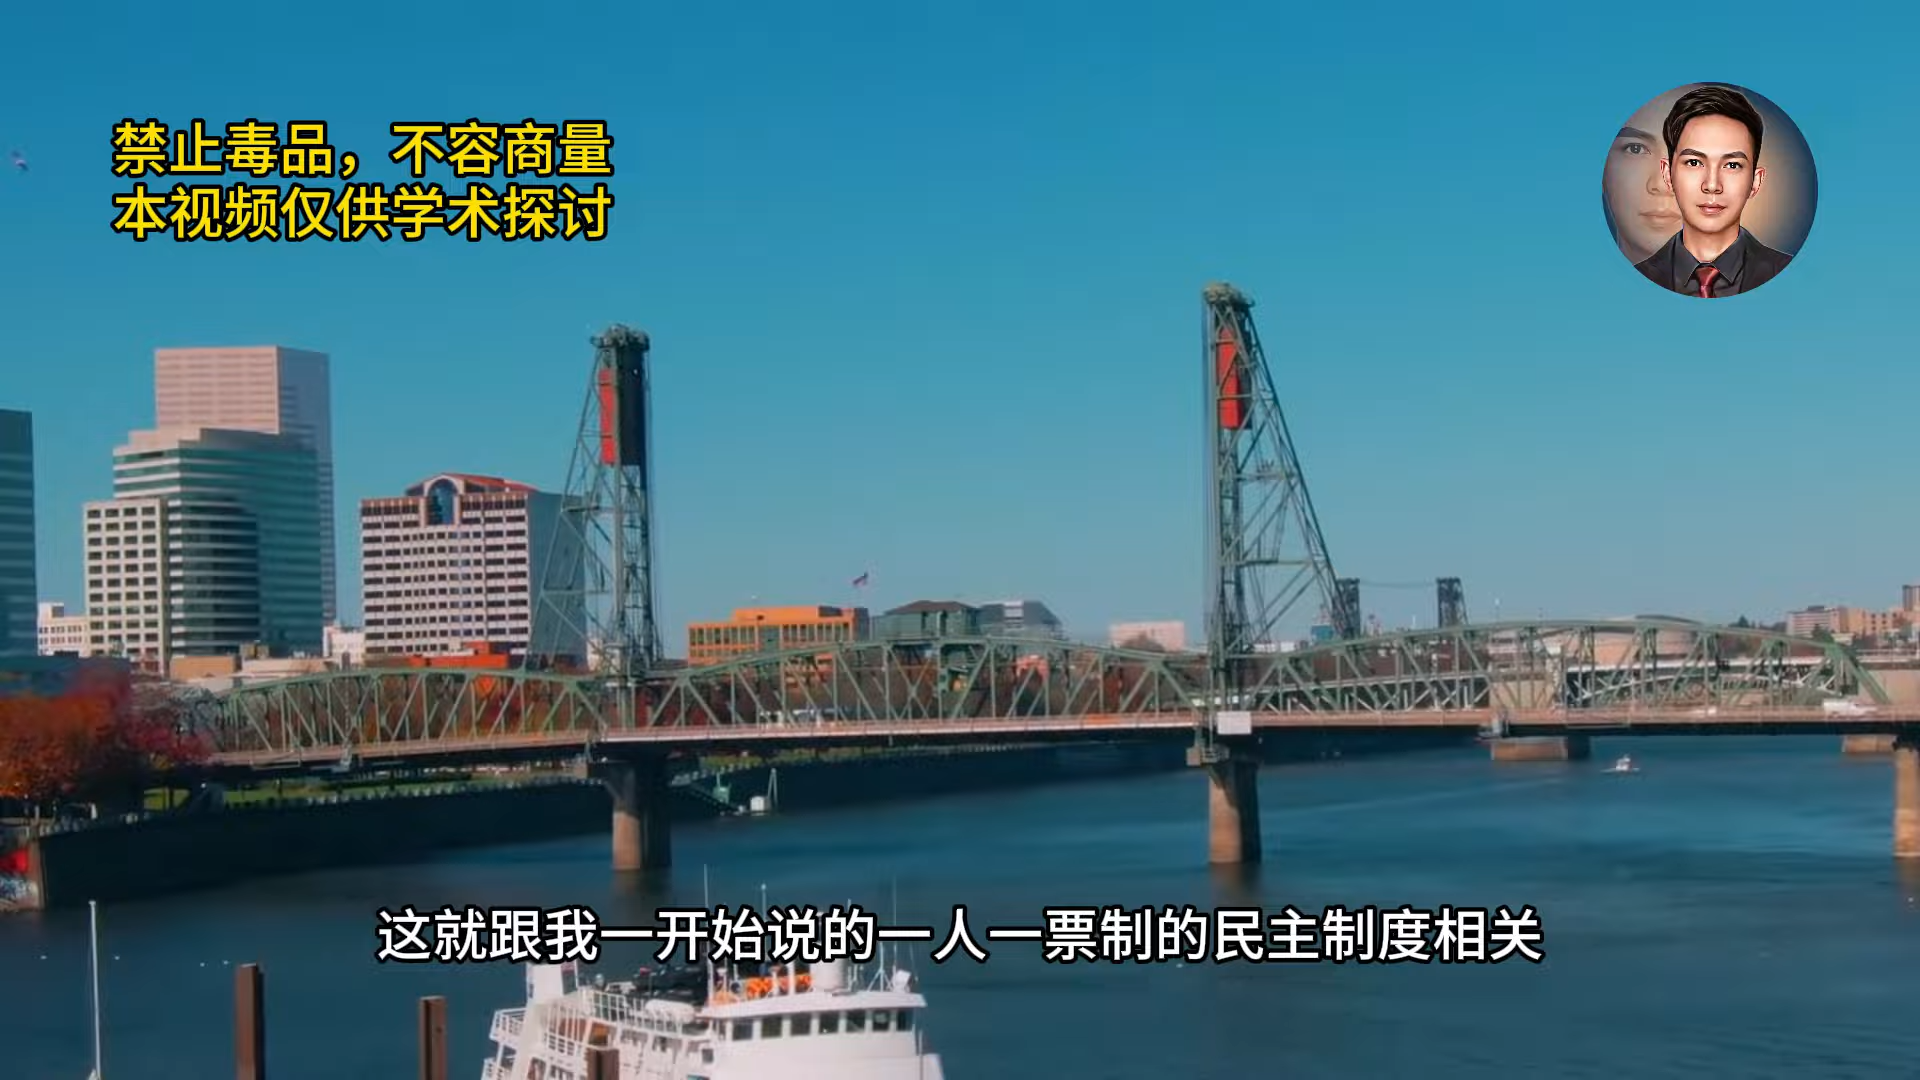 禁止毒品，不容商量
本视频仅供学术探讨
这就跟我一开始说的一人一票制的民主制度相关